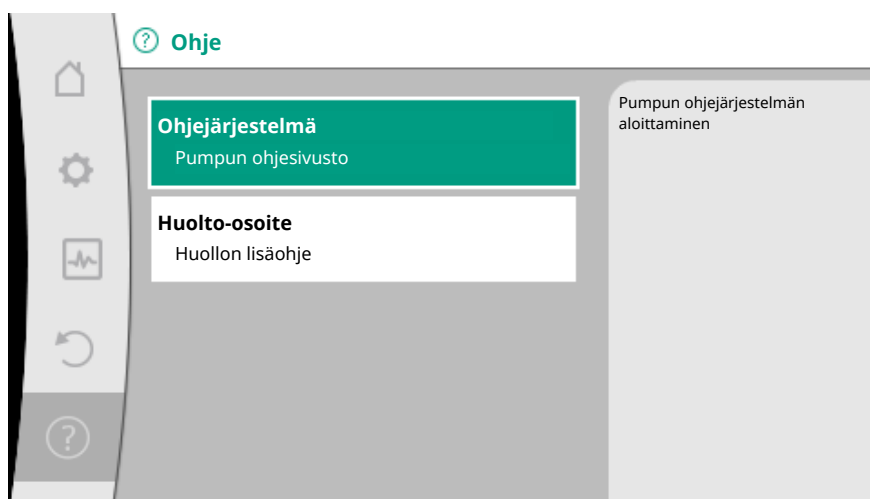 Ohje
Ohjejärjestelmä
Pumpun ohjesivusto
Huolto-osoite
Huollon lisäohje
Pumpun ohjejärjestelmän
aloittaminen